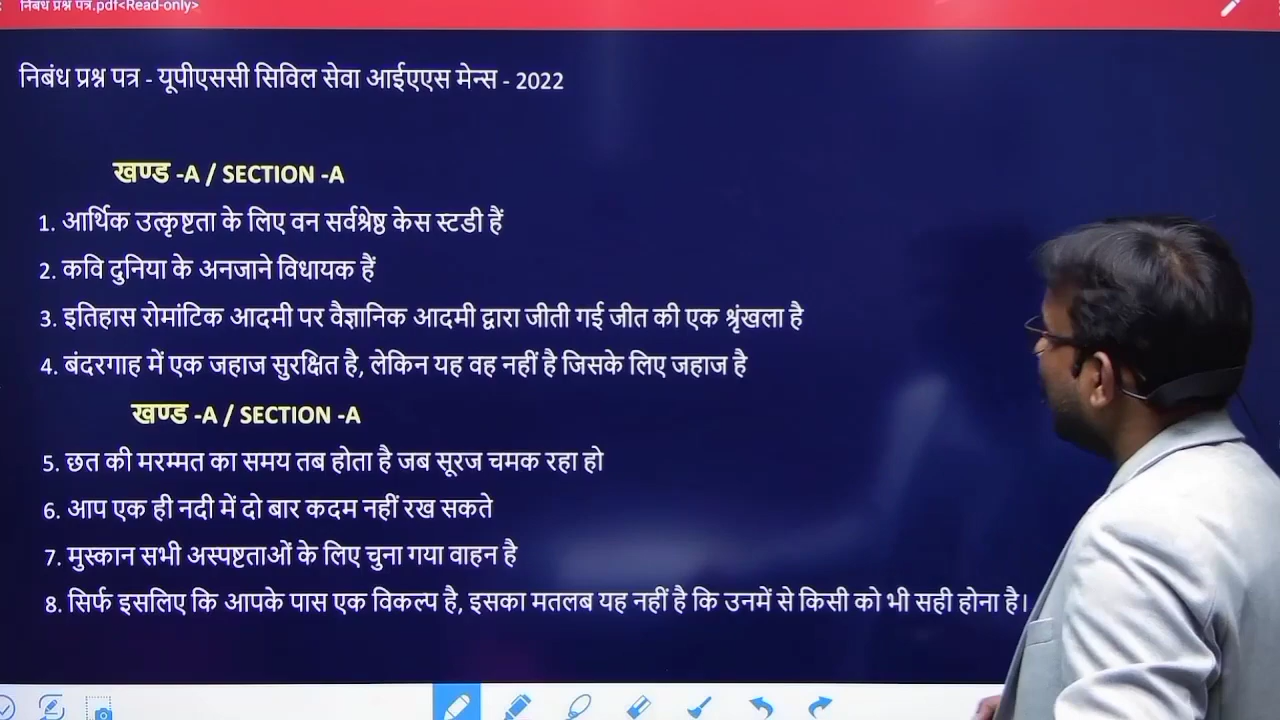 निबंध प्रश्न पत्र.pdf<Read-only>
निबंध प्रश्न पत्र - यूपीएससी सिविल सेवा आईएएस मेन्स - 2022
खण्ड -A / SECTION -A
1. आर्थिक उत्कृष्टता के लिए वन सर्वश्रेष्ठ केस स्टडी हैं
2. कवि दुनिया के अनजाने विधायक हैं
3. इतिहास रोमांटिक आदमी पर वैज्ञानिक आदमी द्वारा जीती गई जीत की एक श्रृंखला है
4. बंदरगाह में एक जहाज सुरक्षित है, लेकिन यह वह नहीं है जिसके लिए जहाज है
खण्ड -A / SECTION -A
5. छत की मरम्मत का समय तब होता है जब सूरज चमक रहा हो
6. आप एक ही नदी में दो बार कदम नहीं रख सकते
7. मुस्कान सभी अस्पष्टताओं के लिए चुना गया वाहन है
8. सिर्फ इसलिए कि आपके पास एक विकल्प है, इसका मतलब यह नहीं है कि उनमें से किसी को भी सही होना है।